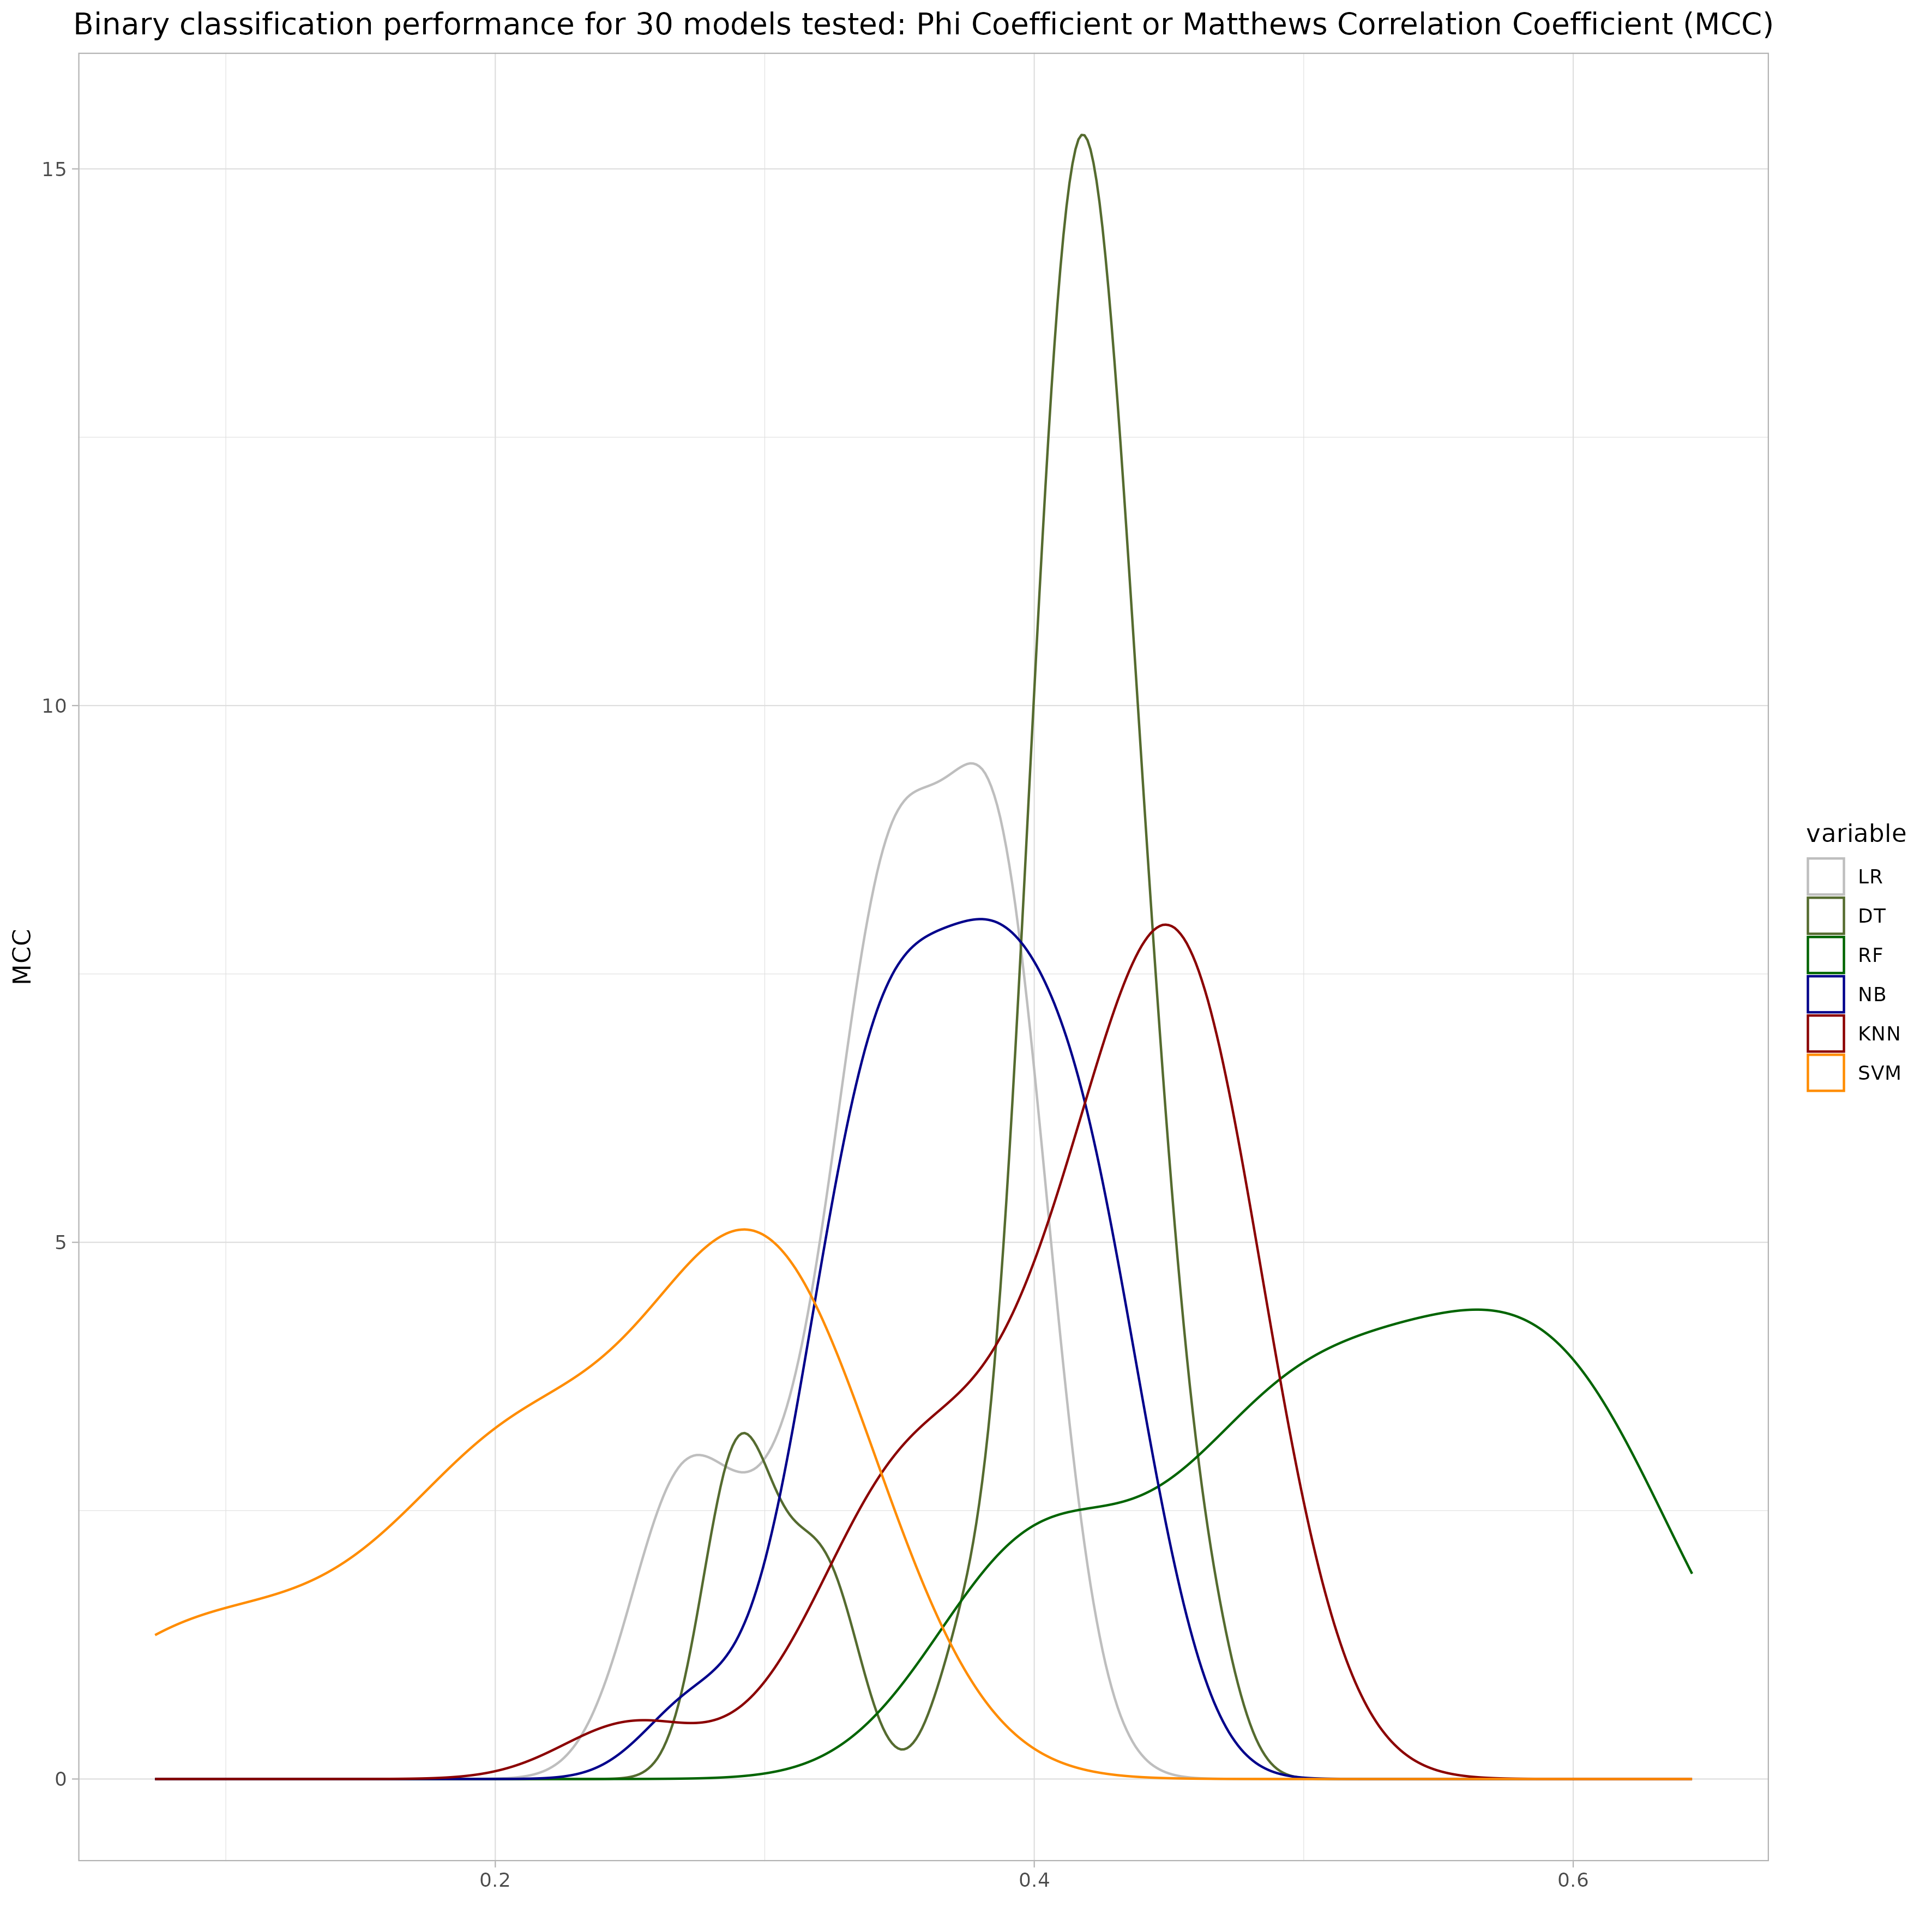 Binary classification performance for 30 models tested: Phi Coefficient or Matthews Correlation Coefficient (MCC)
15
10
5
0
MCC
0.2 0.4 0.6
variable
LR
DT
RF
NB
KNN
SVM